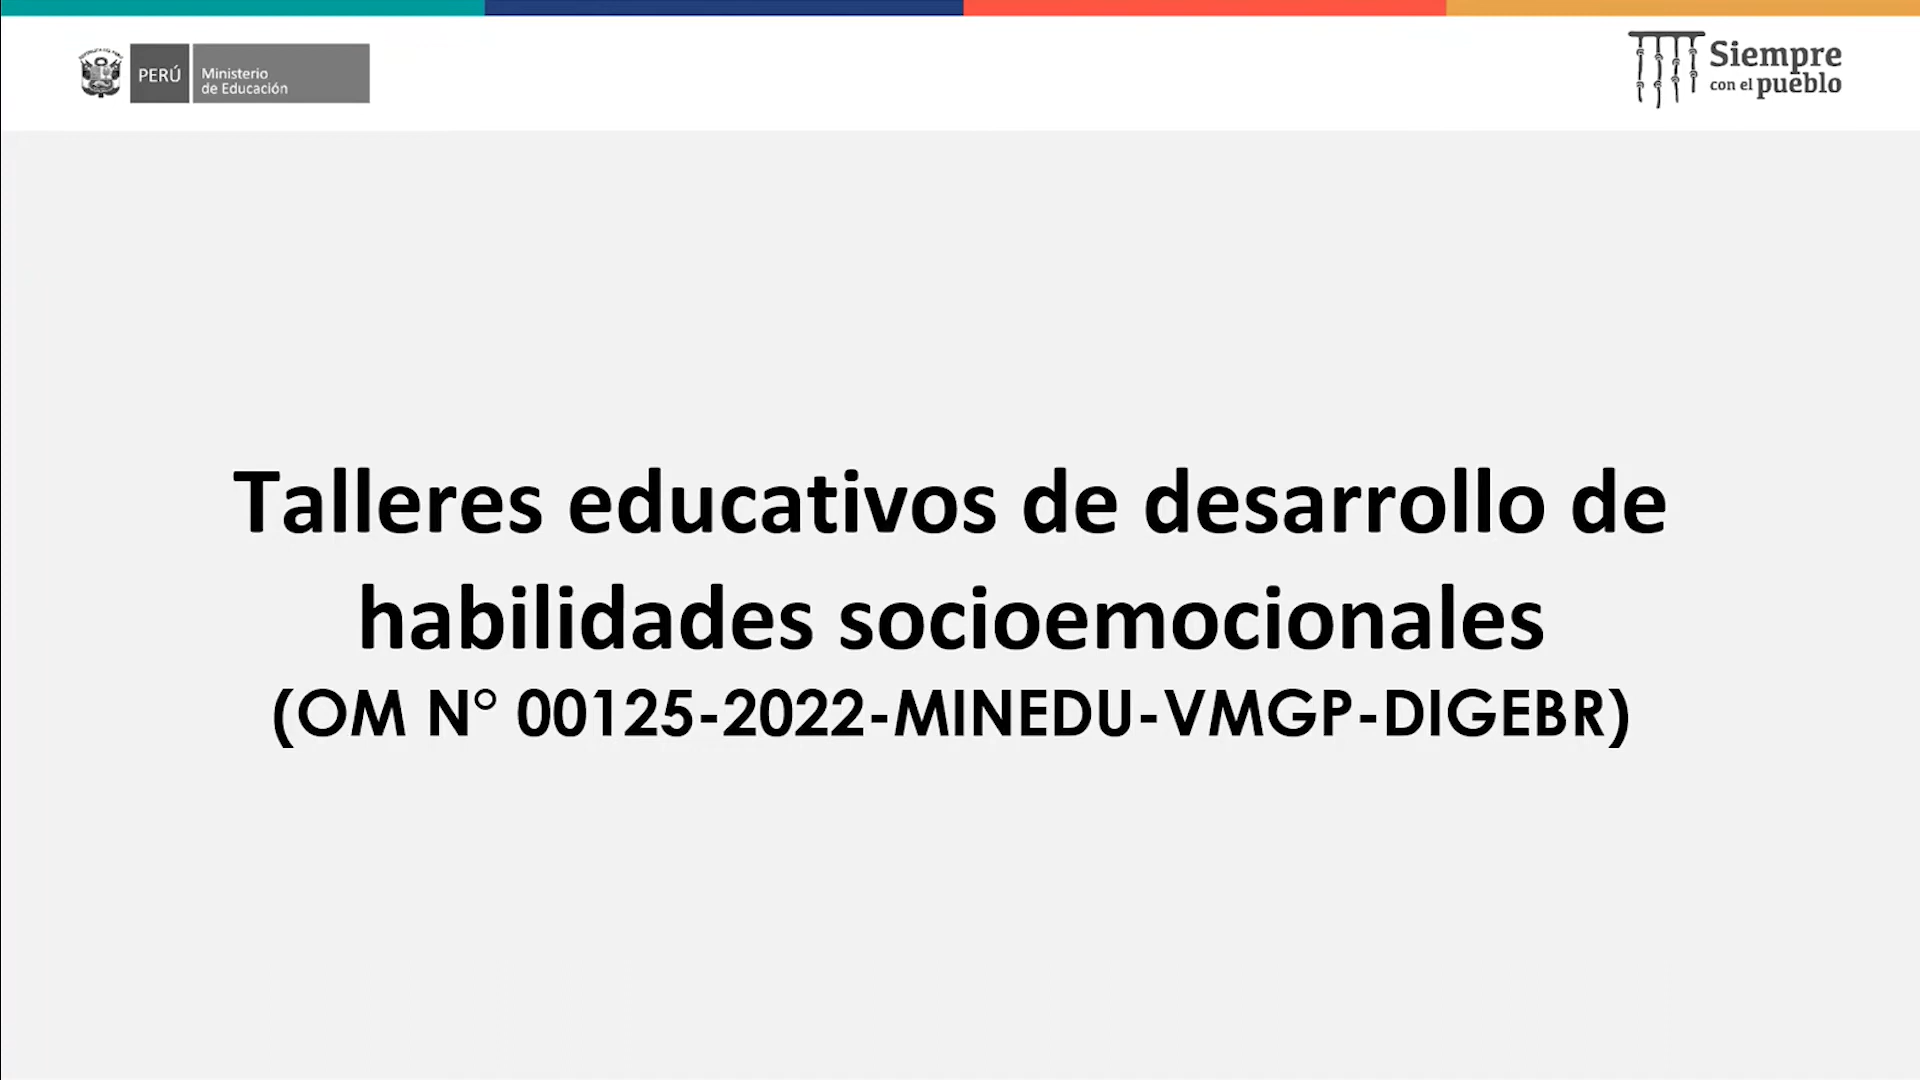 PERÚ
Ministerio
de Educación
Siempre
con el pueblo
Talleres educativos de desarrollo de
habilidades socioemocionales
(OM N° 00125-2022-MINEDU-VMGP-DIGEBR)